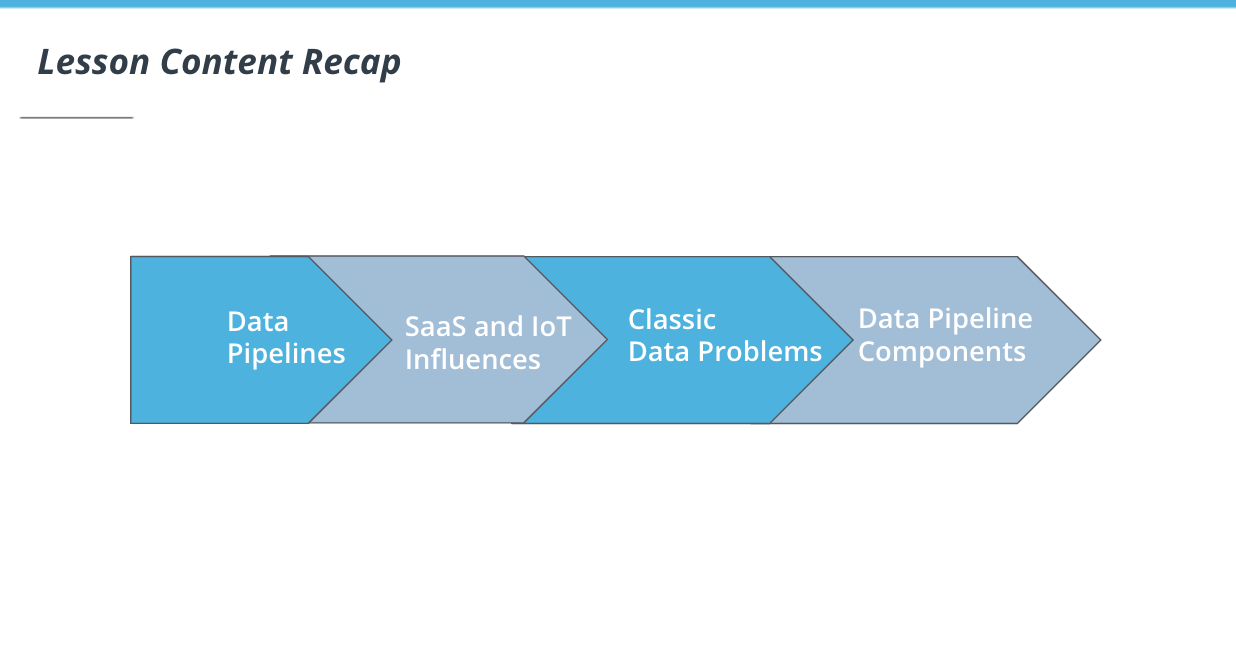 Lesson Content Recap
Data
Pipelines
SaaS and IoT
Influences
Classic
Data Problems
Data Pipeline
Components